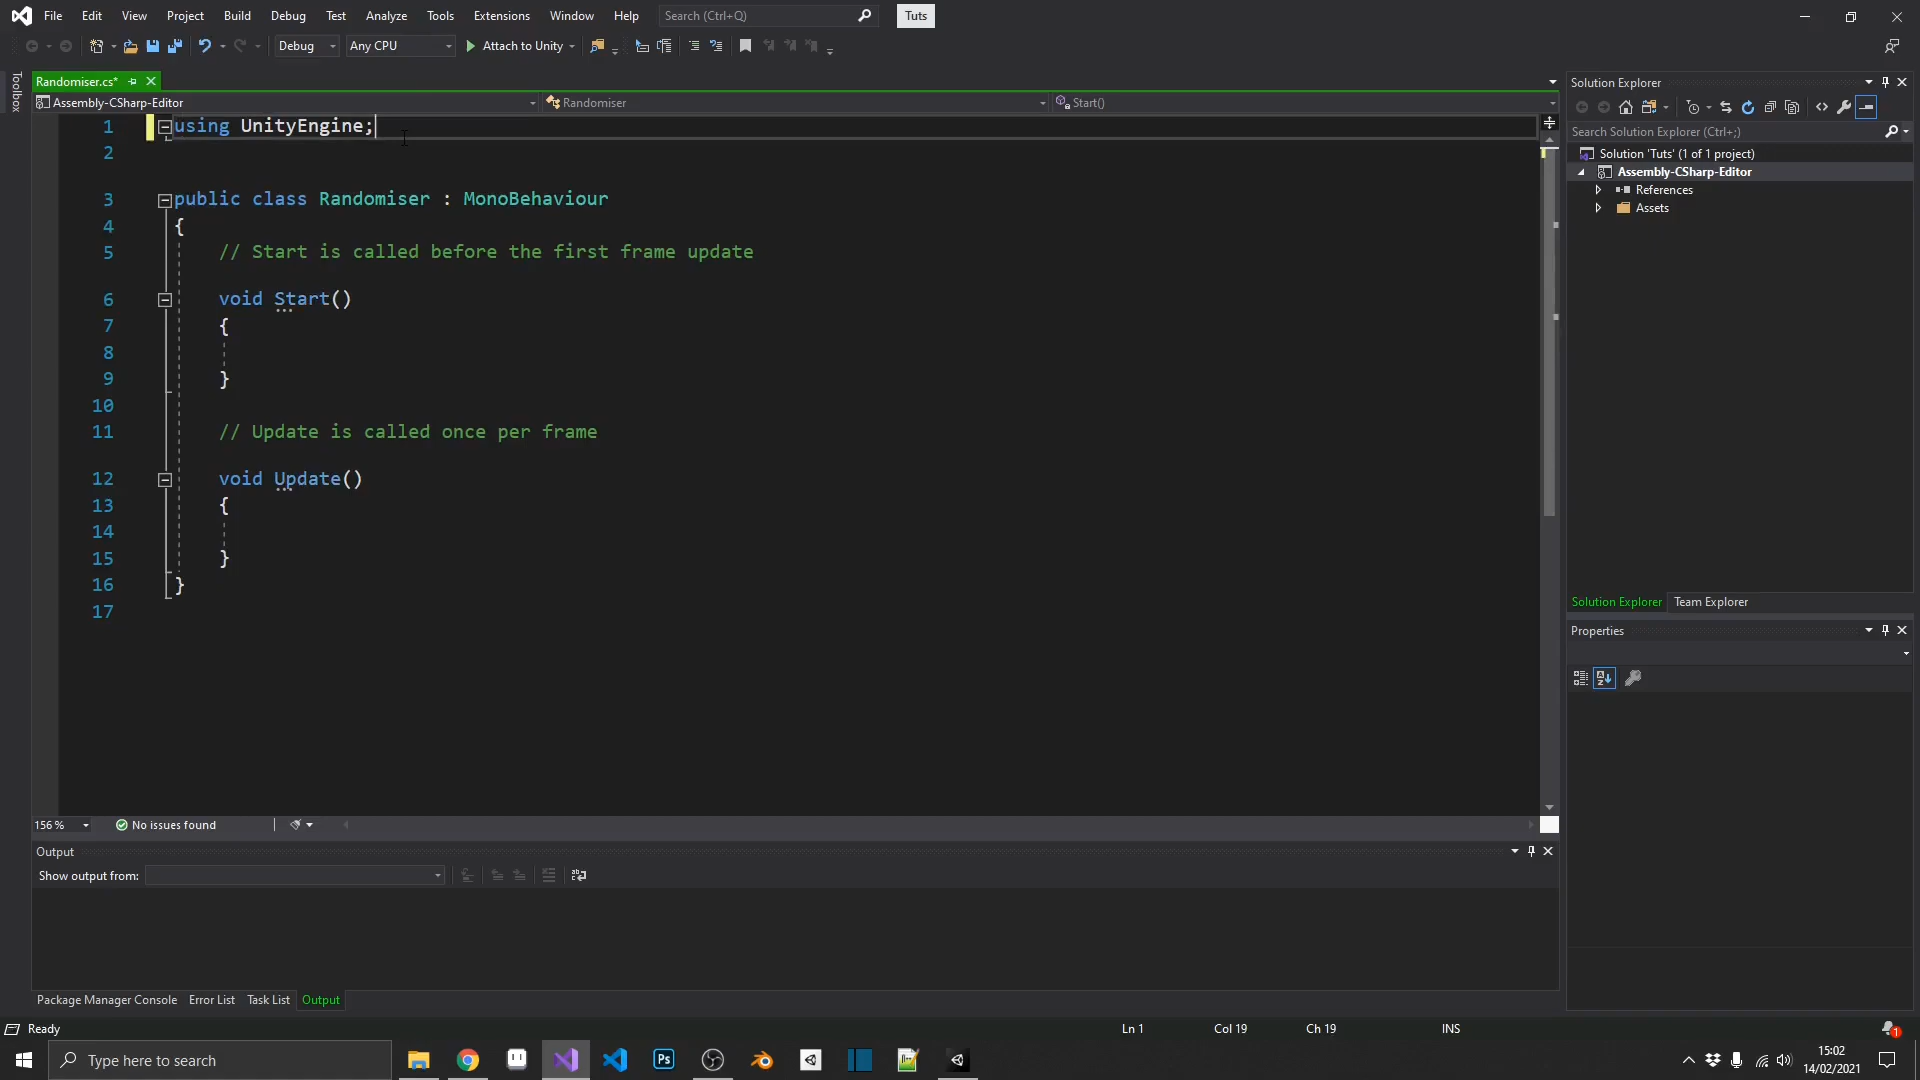 File Edit View Project Build Debug Test Analyze Tools Extensions Window Help Search (Ctrl+Q) Tuts
Debug Any CPU Attach to Unity
Toolbox
Randomiser.cs*
Assembly-CSharp-Editor Randomiser Start()
1 using UnityEngine;
2
3 public class Randomiser : MonoBehaviour
4 {
5 // Start is called before the first frame update
6 void Start()
7 {
8
9 }
10
11 // Update is called once per frame
12 void Update()
13 {
14
15 }
16 }
17
156 % No issues found
Output
Show output from:
Package Manager Console Error List Task List Output
Solution Explorer
Search Solution Explorer (Ctrl+;)
Solution 'Tuts' (1 of 1 project)
Assembly-CSharp-Editor
References
Assets
Solution Explorer Team Explorer
Properties
Ready Ln 1 Col 19 Ch 19 INS 1
Type here to search Ps
15:02
14/02/2021